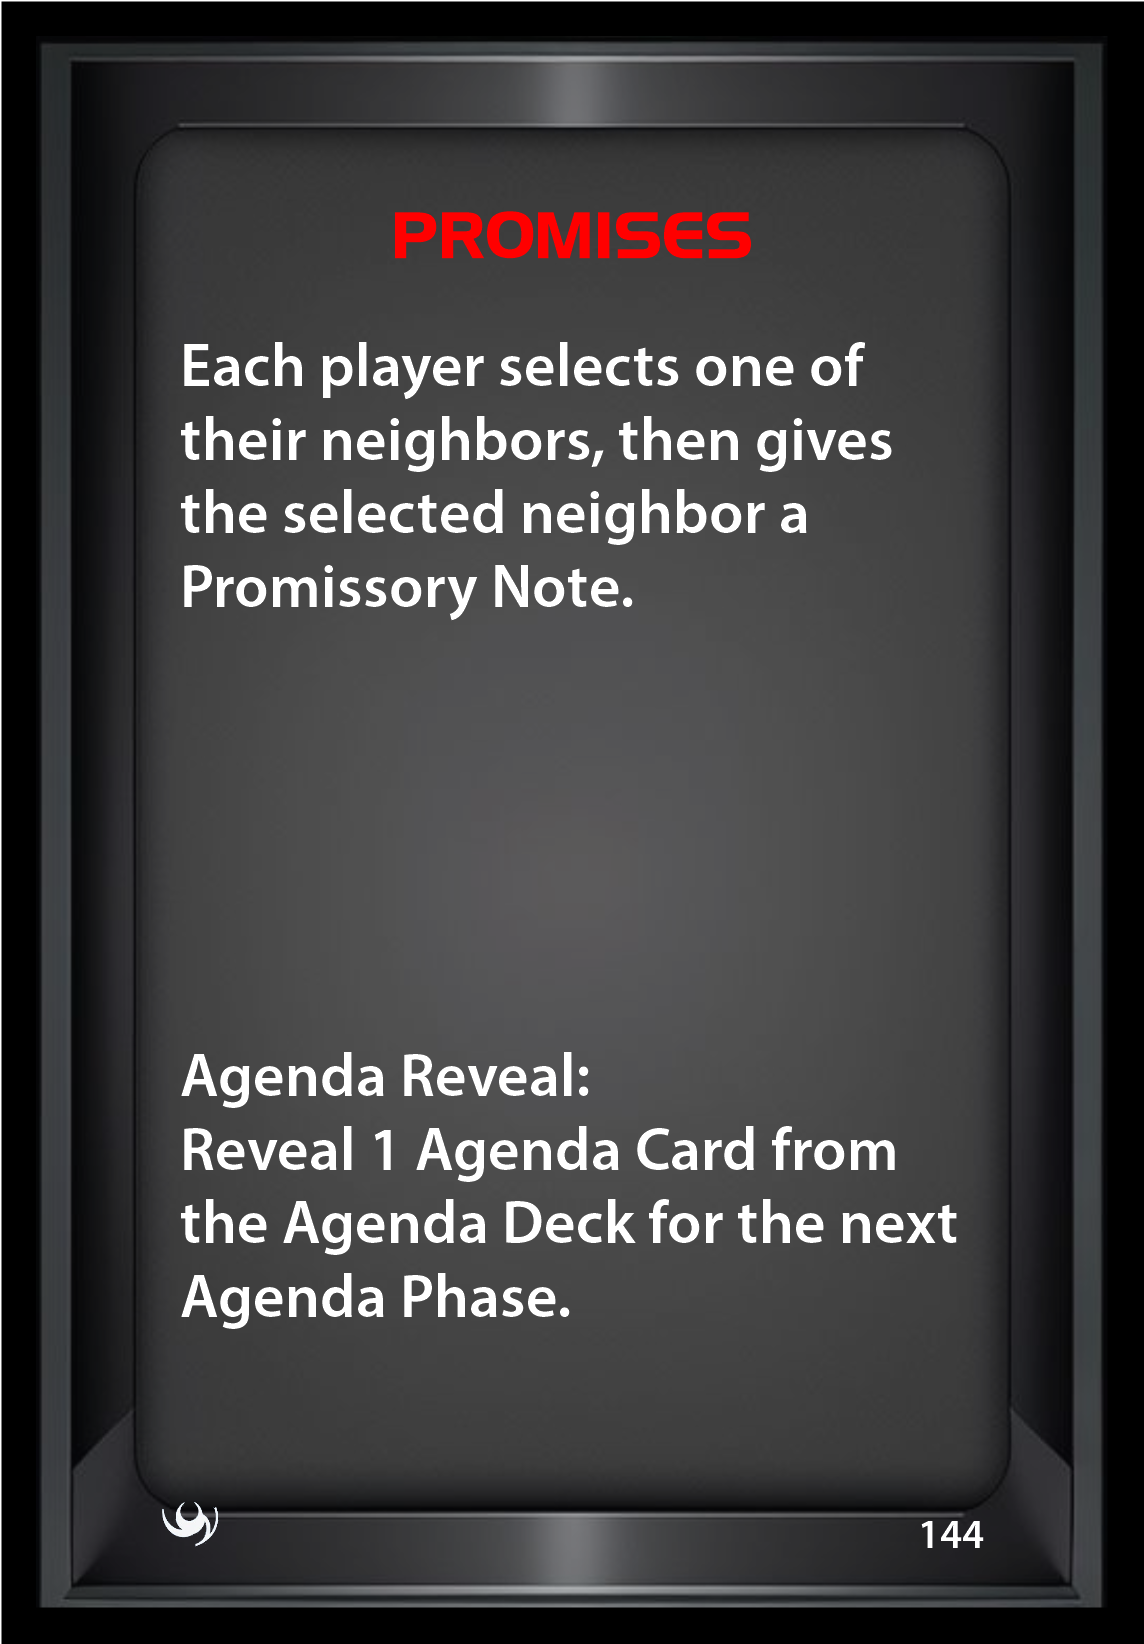 PROMISES
Each player selects one of
their neighbors, then gives
the selected neighbor a
Promissory Note.
Agenda Reveal:
Reveal 1 Agenda Card from
the Agenda Deck for the next
Agenda Phase.
144